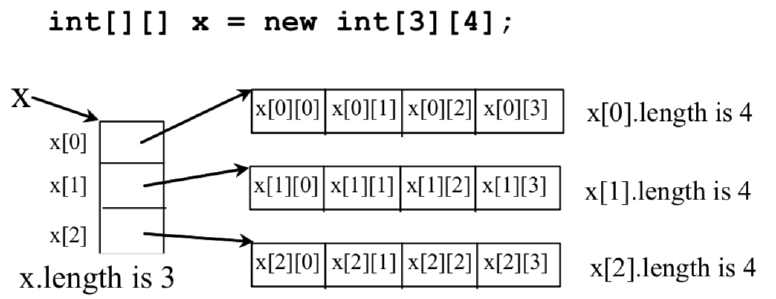 int[][] x = new int[3][4];
x
x[0][0] x[0][1] x[0][2] x[0][3] x[0].length is 4
x[0]
x[1] x[1][0] x[1][1] x[1][2] x[1][3] x[1].length is 4
x[2]
x[2][0] x[2][1] x[2][2] x[2][3] x[2].length is 4
x.length is 3